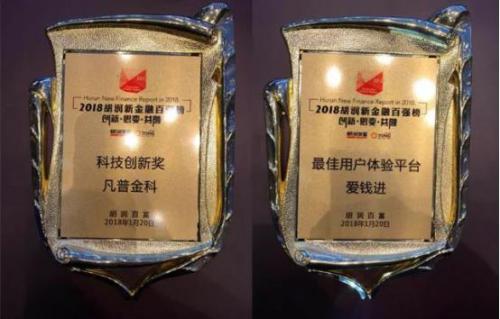 Hurun New Finance Report in 2018
2018胡润新金融百强榜
创新·思变·共融
科技创新奖
凡普金科
胡润百富
2018年1月20日
Hurun New Finance Report in 2018
2018胡润新金融百强榜
创新·思变·共融
最佳用户体验平台
爱钱进
胡润百富
2018年1月20日